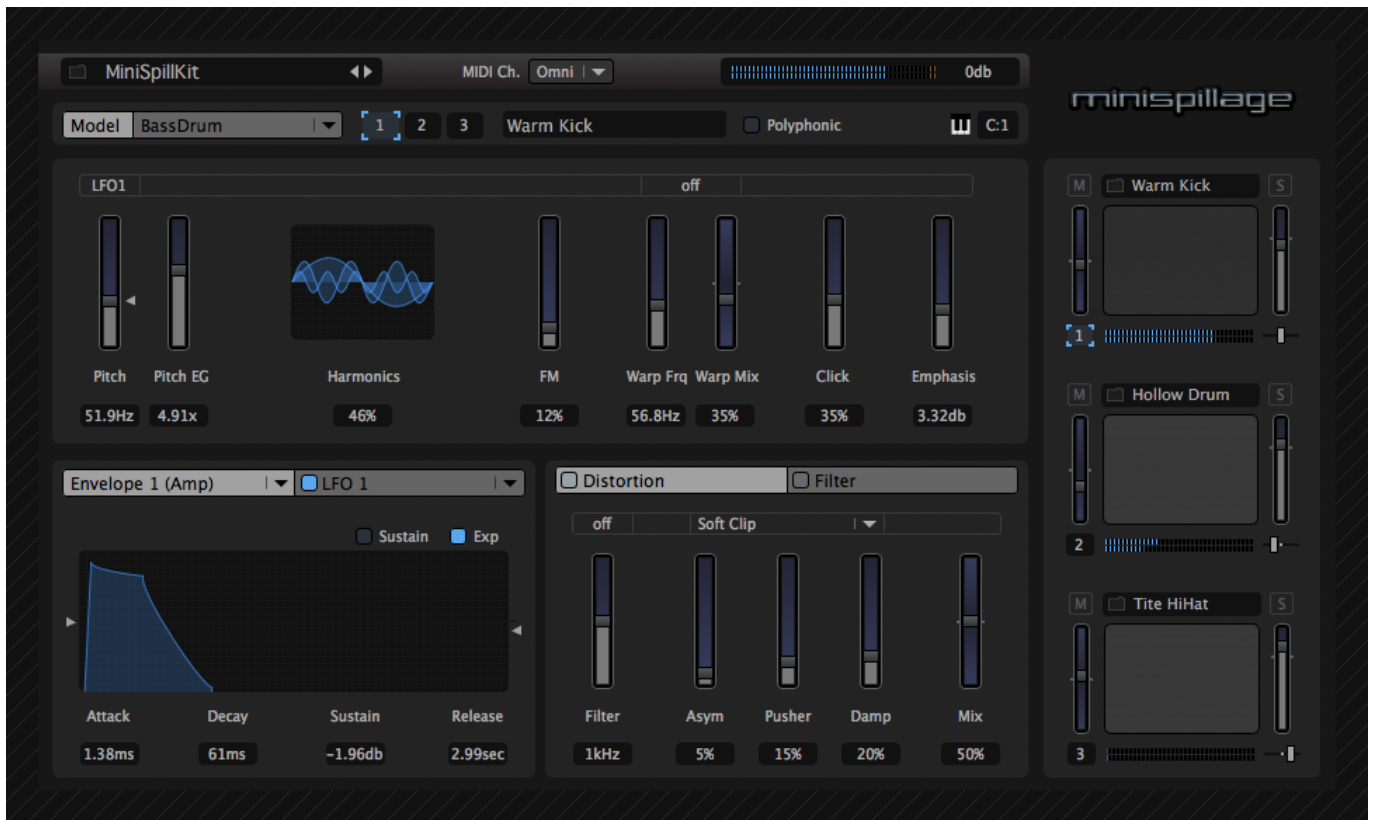 MiniSpillKit MIDI Ch. Omni 0db
minispillage
Model BassDrum 1 2 3 Warm Kick Polyphonic C:1
LFO1 off
Pitch Pitch EG Harmonics FM Warp Frq Warp Mix Click Emphasis
51.9Hz 4.91x 46% 12% 56.8Hz 35% 35% 3.32db
Envelope 1 (Amp) LFO 1
Sustain Exp
Attack Decay Sustain Release
1.38ms 61ms -1.96db 2.99sec
Distortion Filter
off Soft Clip
Filter Asym Pusher Damp Mix
1kHz 5% 15% 20% 50%
M Warm Kick S
1
M Hollow Drum S
2
M Tite HiHat S
3